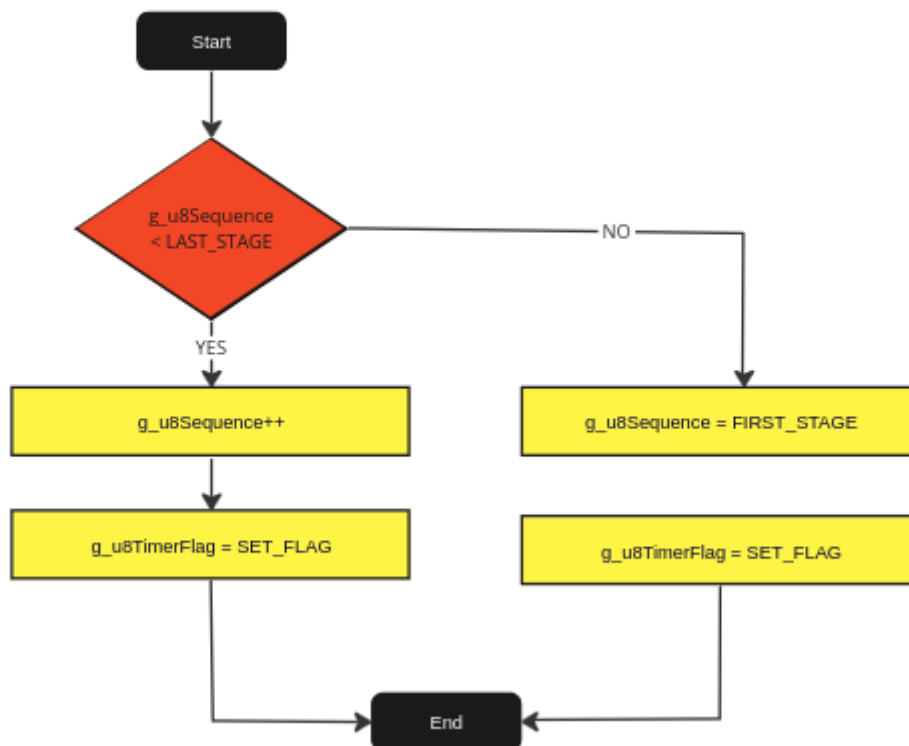 Start
g_u8Sequence
< LAST_STAGE
NO
YES
g_u8Sequence++
g_u8Sequence = FIRST_STAGE
g_u8TimerFlag = SET_FLAG
g_u8TimerFlag = SET_FLAG
End